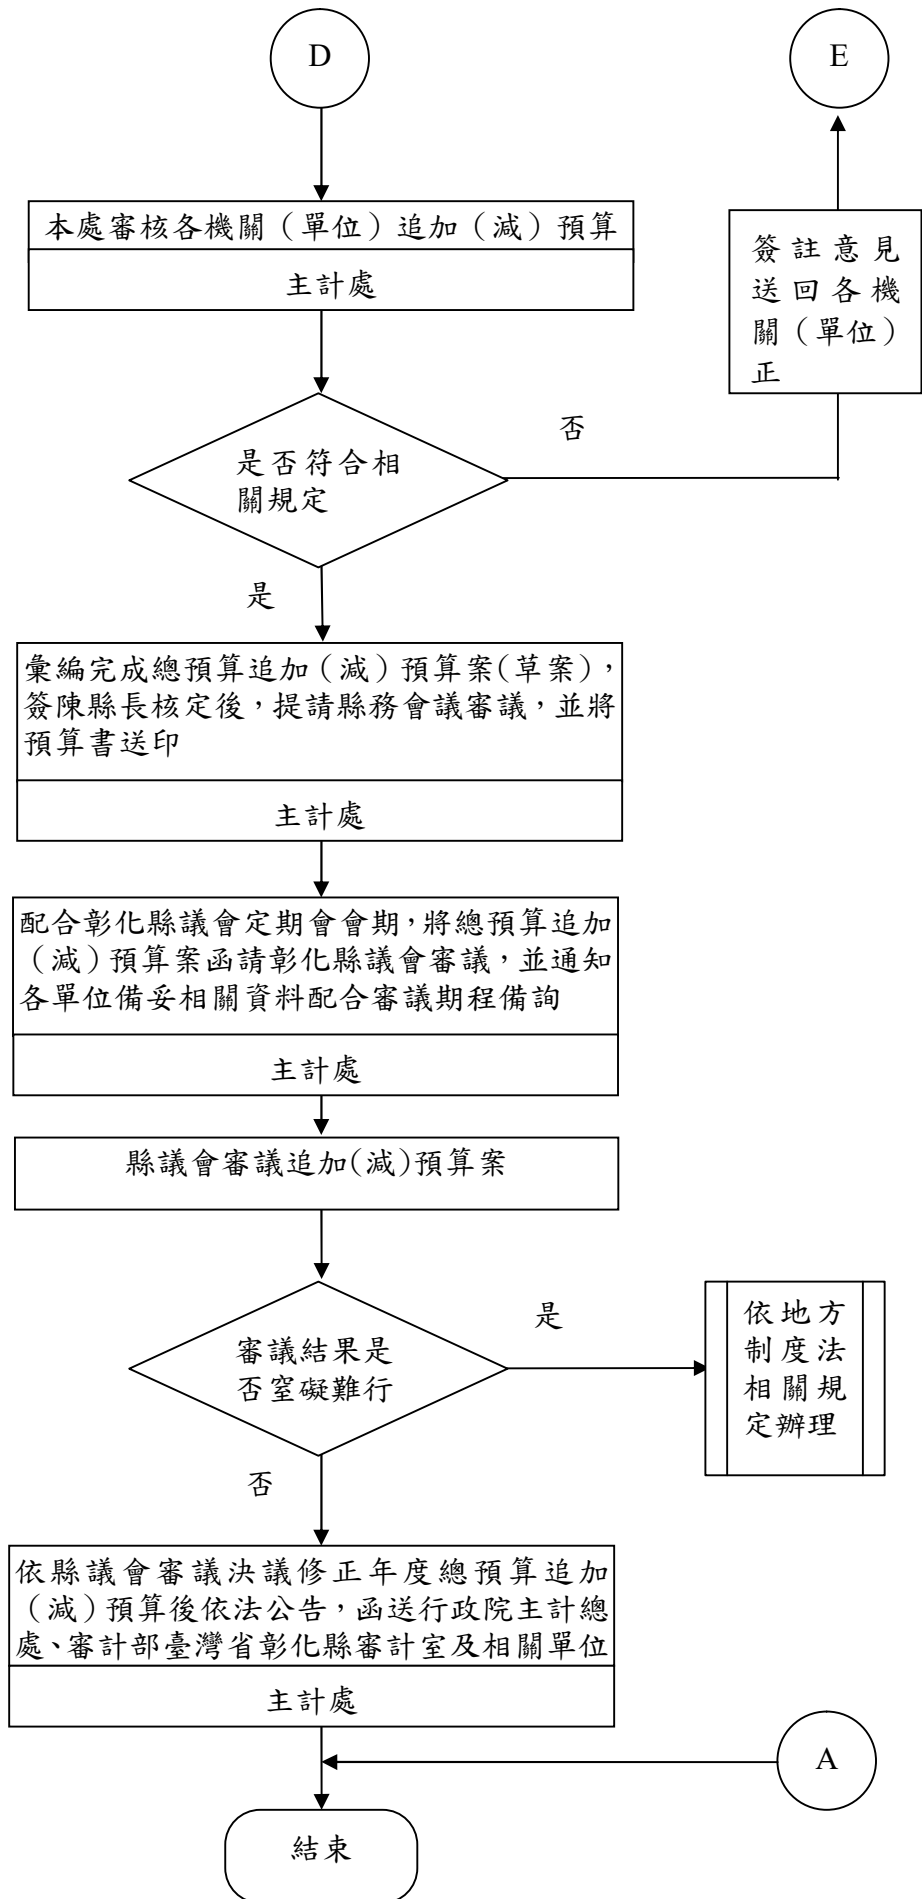 D
E
本處審核各機關（單位）追加（減）預算
主計處
簽註意見
送回各機
關（單位）
正
否
是否符合相
關規定
是
彙編完成總預算追加（減）預算案(草案)，
簽陳縣長核定後，提請縣務會議審議，並將
預算書送印
主計處
配合彰化縣議會定期會會期，將總預算追加
（減）預算案函請彰化縣議會審議，並通知
各單位備妥相關資料配合審議期程備詢
主計處
縣議會審議追加(減)預算案
是
審議結果是
否窒礙難行
依地方
制度法
相關規
定辦理
否
依縣議會審議決議修正年度總預算追加
（減）預算後依法公告，函送行政院主計總
處、審計部臺灣省彰化縣審計室及相關單位
主計處
A
結束